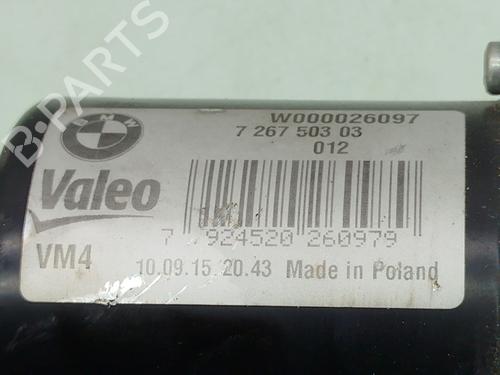 BMW
W000026097
7 267 503 03
012
Valeo
7 924520 260979
VM4
10.09.15 20.43 Made in Poland
B-PARTS